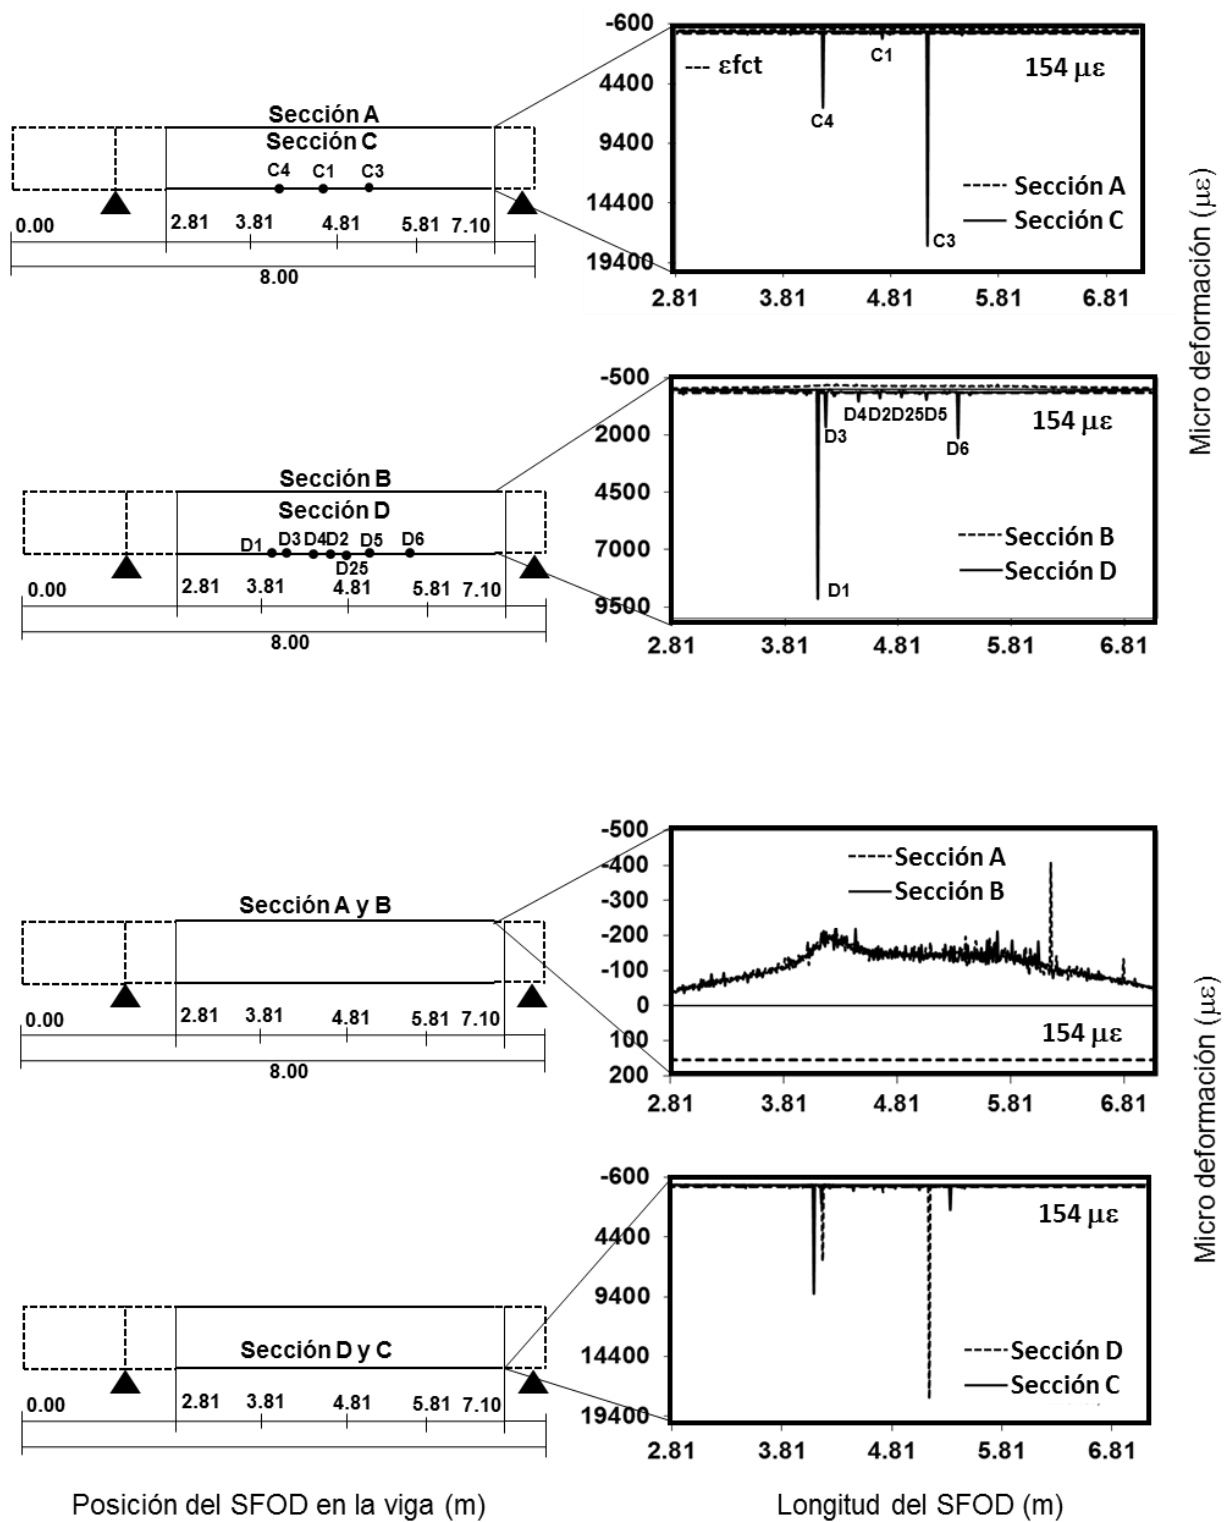 Sección A
Sección C
C4 C1 C3
2.81 3.81 4.81 5.81 7.10
0.00
8.00
-600
4400
9400
14400
19400
εfct
C1
154 με
C4
Sección A
Sección C
C3
2.81 3.81 4.81 5.81 6.81
Sección B
Sección D
D1 D3 D4 D2 D5 D6
D25
0.00 2.81 3.81 4.81 5.81 7.10
8.00
-500
2000
4500
7000
9500
D4 D2 D25 D5
154 με
D3
D6
Sección B
Sección D
D1
2.81 3.81 4.81 5.81 6.81
Micro deformación (με)
Sección A y B
0.00 2.81 3.81 4.81 5.81 7.10
8.00
-500
-400
-300
-200
-100
0
100
200
Sección A
Sección B
154 με
2.81 3.81 4.81 5.81 6.81
Sección D y C
0.00 2.81 3.81 4.81 5.81 7.10
-600
4400
9400
14400
19400
154 με
Sección D
Sección C
2.81 3.81 4.81 5.81 6.81
Micro deformación (με)
Posición del SFOD en la viga (m)
Longitud del SFOD (m)